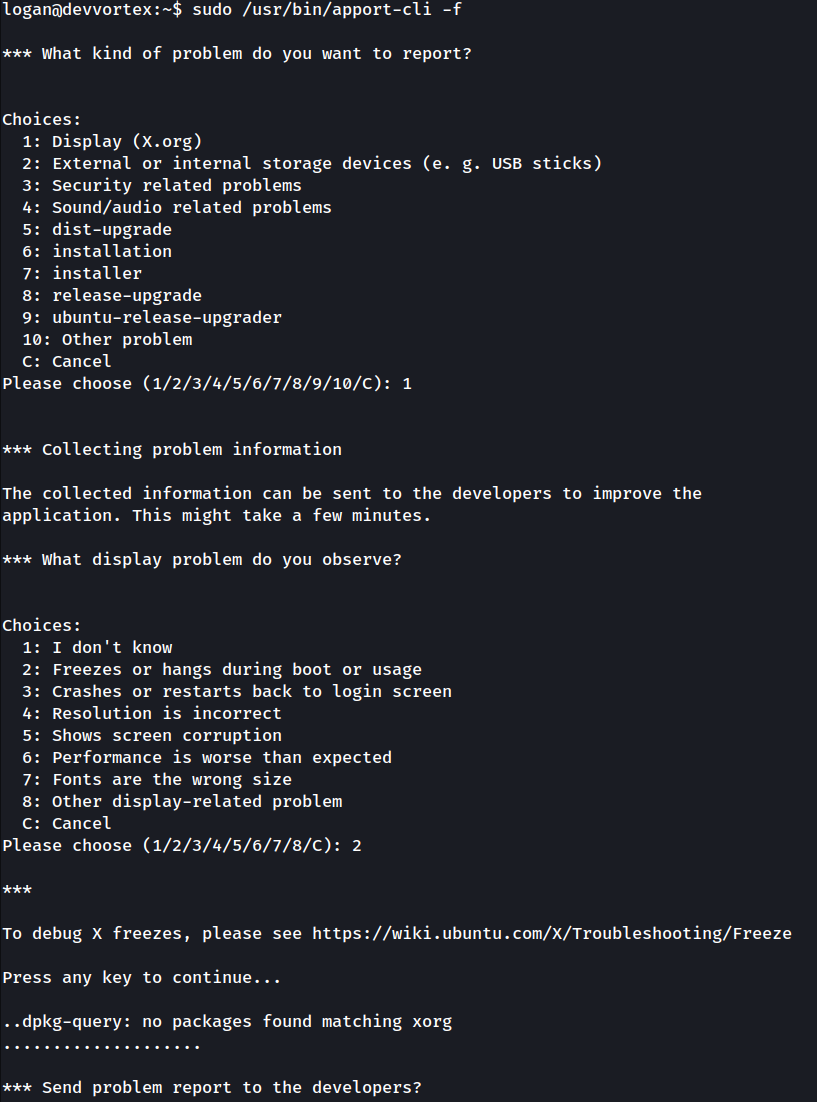 logan@devvortex:~$ sudo /usr/bin/apport-cli -f
*** What kind of problem do you want to report?
Choices:
1: Display (X.org)
2: External or internal storage devices (e. g. USB sticks)
3: Security related problems
4: Sound/audio related problems
5: dist-upgrade
6: installation
7: installer
8: release-upgrade
9: ubuntu-release-upgrader
10: Other problem
C: Cancel
Please choose (1/2/3/4/5/6/7/8/9/10/C): 1
*** Collecting problem information
The collected information can be sent to the developers to improve the
application. This might take a few minutes.
*** What display problem do you observe?
Choices:
1: I don't know
2: Freezes or hangs during boot or usage
3: Crashes or restarts back to login screen
4: Resolution is incorrect
5: Shows screen corruption
6: Performance is worse than expected
7: Fonts are the wrong size
8: Other display-related problem
C: Cancel
Please choose (1/2/3/4/5/6/7/8/C): 2
***
To debug X freezes, please see https://wiki.ubuntu.com/X/Troubleshooting/Freeze
Press any key to continue...
..dpkg-query: no packages found matching xorg
....................
*** Send problem report to the developers?